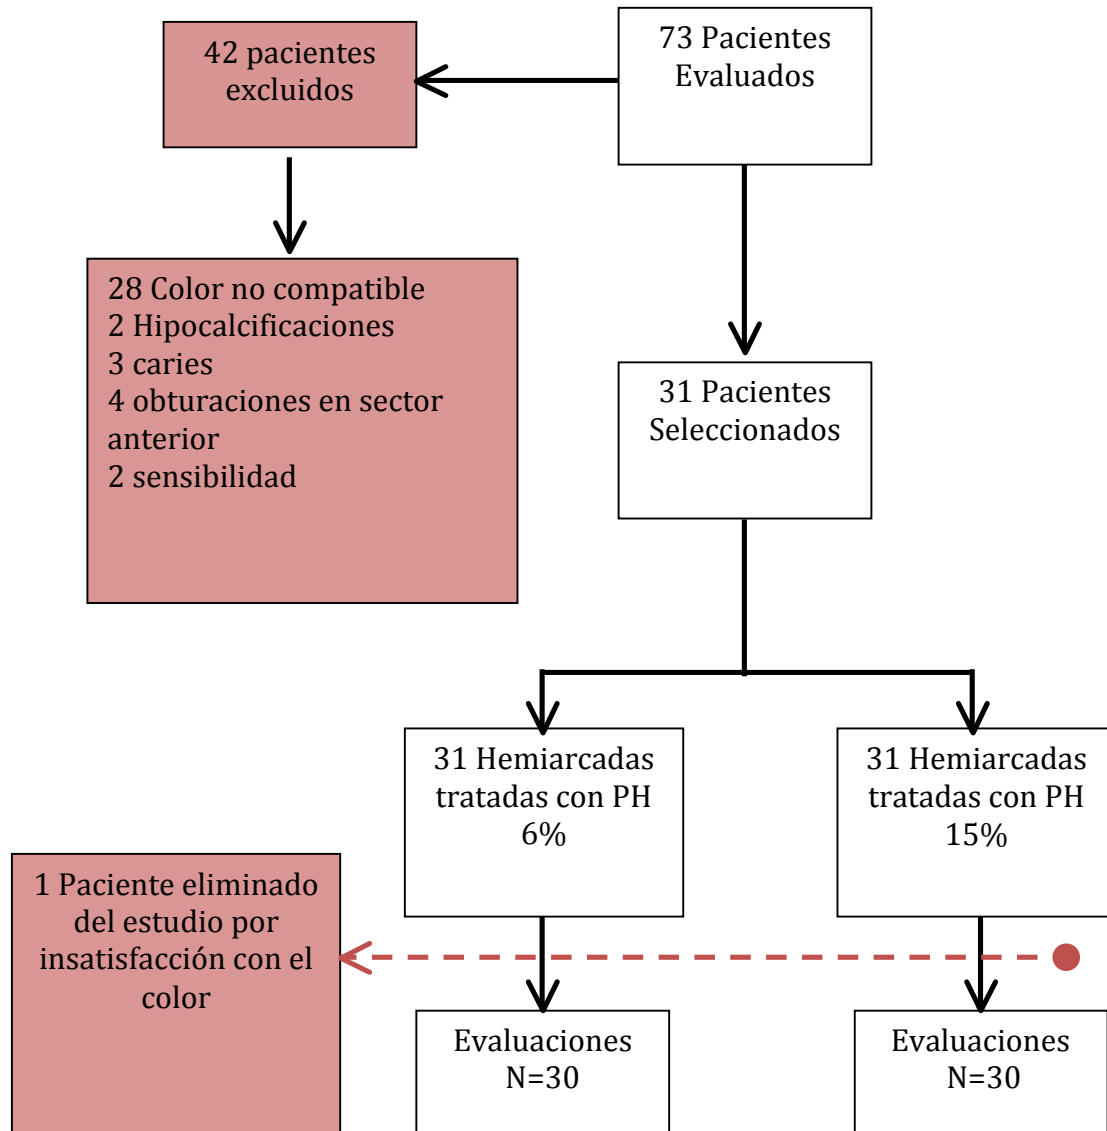 42 pacientes
excluidos
73 Pacientes
Evaluados
28 Color no compatible
2 Hipocalcificaciones
3 caries
4 obturaciones en sector
anterior
2 sensibilidad
31 Pacientes
Seleccionados
31 Hemiarcadas
tratadas con PH
6%
31 Hemiarcadas
tratadas con PH
15%
1 Paciente eliminado
del estudio por
insatisfacción con el
color
Evaluaciones
N=30
Evaluaciones
N=30